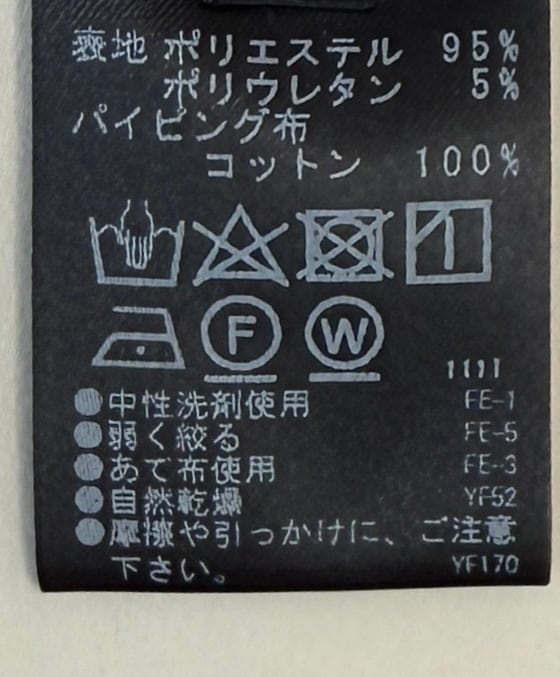 表地 ポリエステル 95%
ポリウレタン 5%
パイピング布
コットン 100%
F W
1111
●中性洗剤使用 FE-1
●弱く絞る FE-5
●あて布使用 FE-3
●自然乾燥 YF52
●摩擦や引っかけに、ご注意
下さい。 YF170